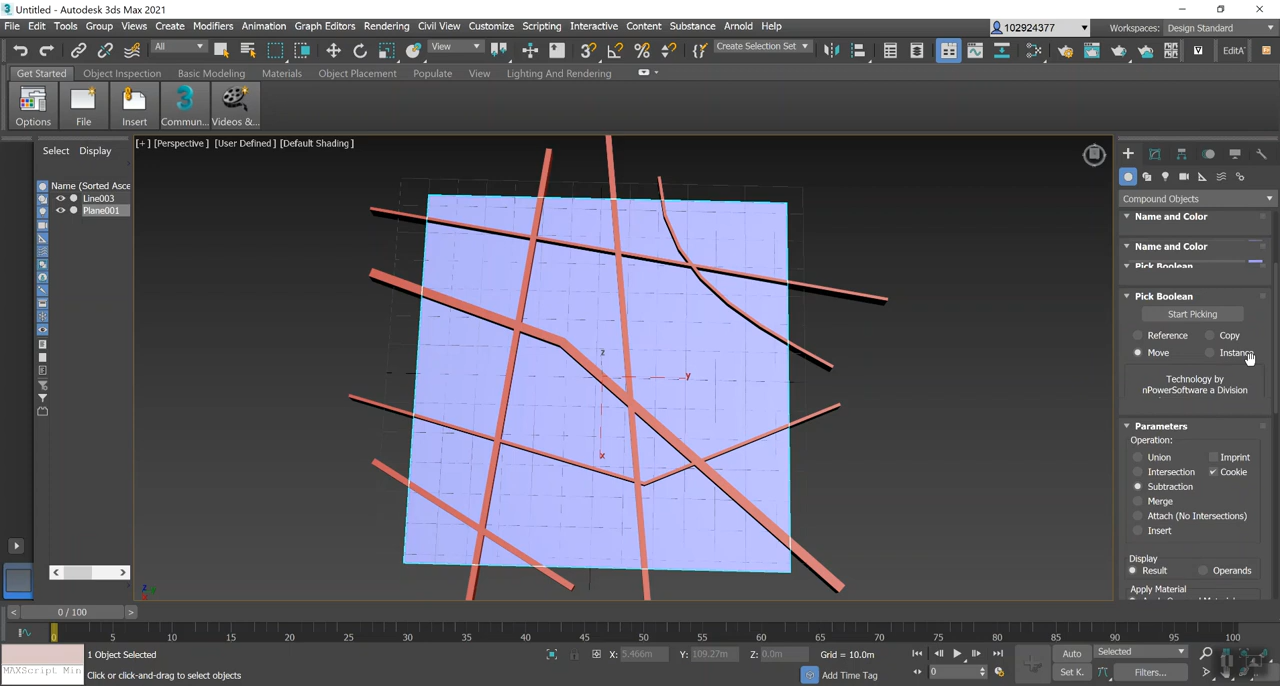 Untitled - Autodesk 3ds Max 2021
File Edit Tools Group Views Create Modifiers Animation Graph Editors Rendering Civil View Customize Scripting Interactive Content Substance Arnold Help
102924377 Workspaces: Design Standard
All View Create Selection Set EditA
Get Started Object Inspection Basic Modeling Materials Object Placement Populate View Lighting And Rendering
Options File Insert Commun... Videos &...
[+] [Perspective] [User Defined] [Default Shading]
Select Display
Name (Sorted Asce
Line003
Plane001
z
y
x
Compound Objects
Name and Color
Name and Color
Pick Boolean
Pick Boolean
Start Picking
Reference Copy
Move Instance
Technology by
nPowerSoftware a Division
Parameters
Operation:
Union Imprint
Intersection Cookie
Subtraction
Merge
Attach (No Intersections)
Insert
Display
Result Operands
Apply Material
0 / 100
0 5 10 15 20 25 30 35 40 45 50 55 60 65 70 75 80 85 90 95 100
1 Object Selected X: 5.466m Y: 109.27m Z: 0.0m Grid = 10.0m Auto Selected
MAXScript Min Click or click-and-drag to select objects Add Time Tag 0 Set K. Filters...